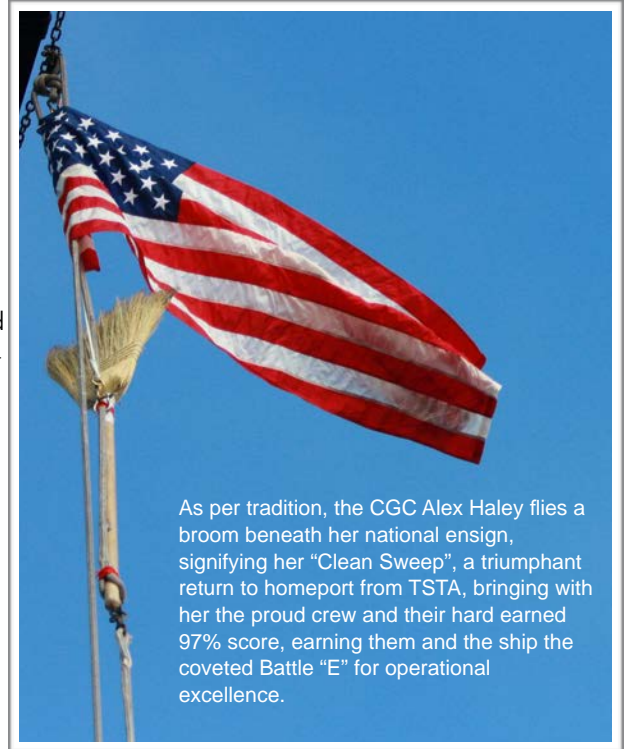 As per tradition, the CGC Alex Haley flies a
broom beneath her national ensign,
signifying her “Clean Sweep”, a triumphant
return to homeport from TSTA, bringing with
her the proud crew and their hard earned
97% score, earning them and the ship the
coveted Battle “E” for operational
excellence.